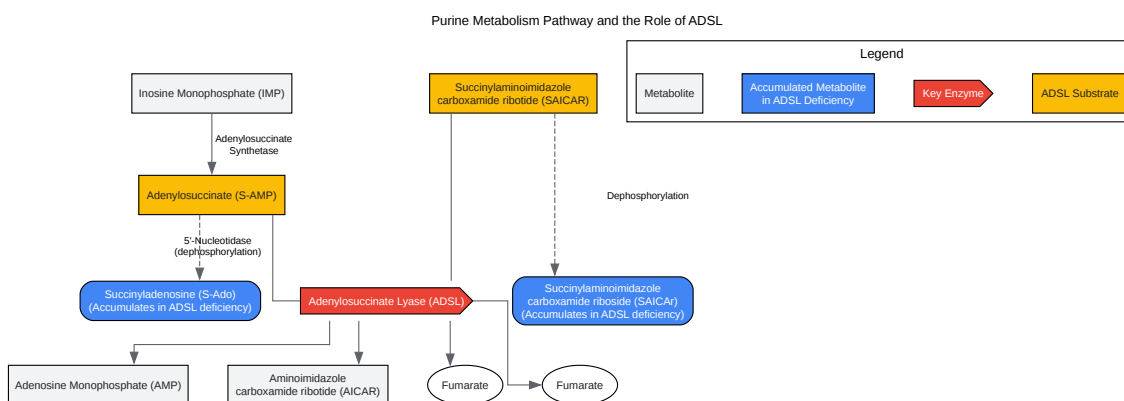 Purine Metabolism Pathway and the Role of ADSL
Legend
Metabolite
Accumulated Metabolite
in ADSL Deficiency
Key Enzyme
ADSL Substrate
Inosine Monophosphate (IMP)
Succinylaminoimidazole
carboxamide ribotide (SAICAR)
Adenylosuccinate
Synthetase
Adenylosuccinate (S-AMP)
Dephosphorylation
5'-Nucleotidase
(dephosphorylation)
Succinyladenosine (S-Ado)
(Accumulates in ADSL deficiency)
Adenylosuccinate Lyase (ADSL)
Succinylaminoimidazole
carboxamide riboside (SAICAr)
(Accumulates in ADSL deficiency)
Adenosine Monophosphate (AMP)
Aminoimidazole
carboxamide ribotide (AICAR)
Fumarate
Fumarate